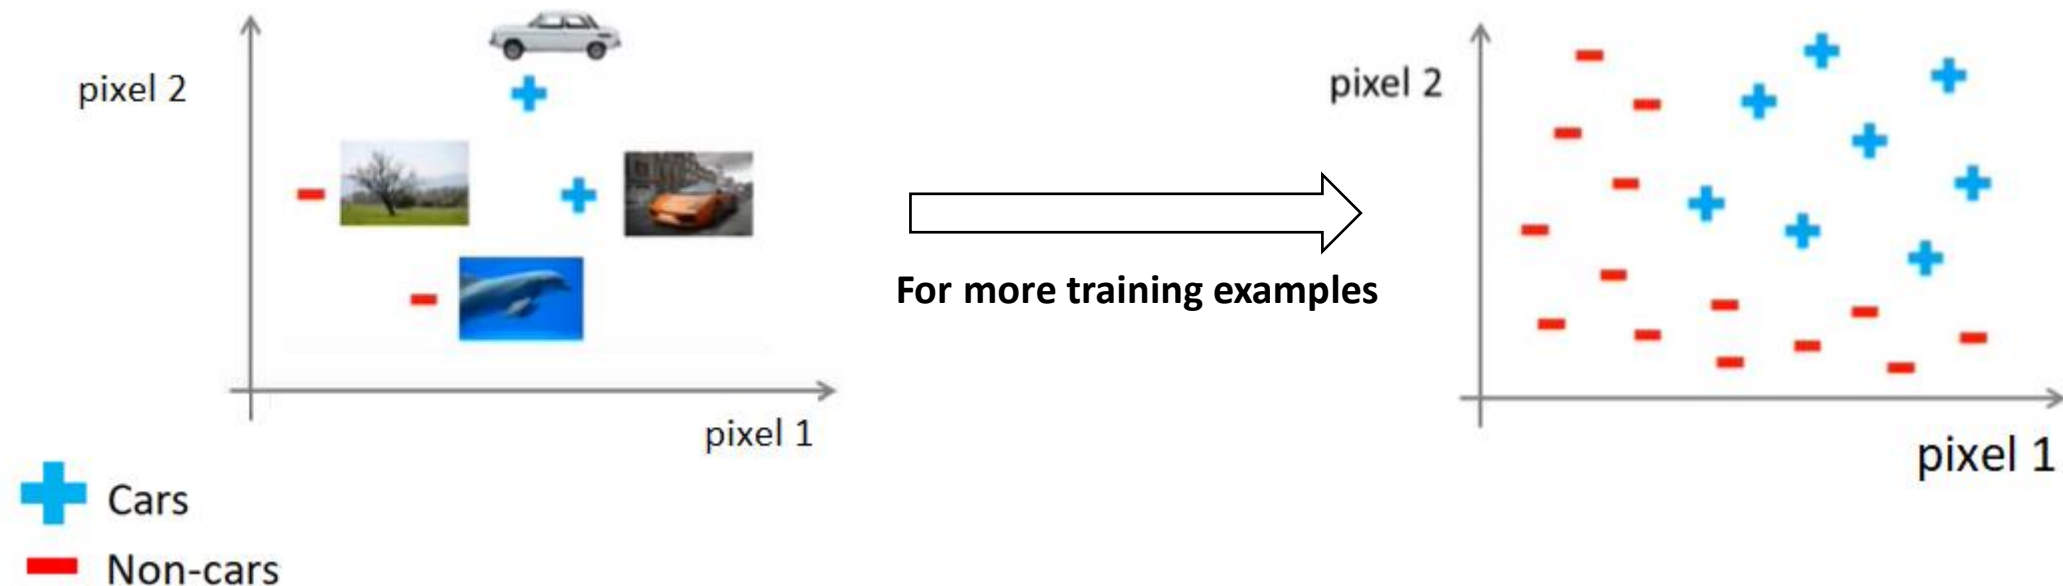 pixel 2
pixel 1
For more training examples
pixel 2
pixel 1
Cars
Non-cars